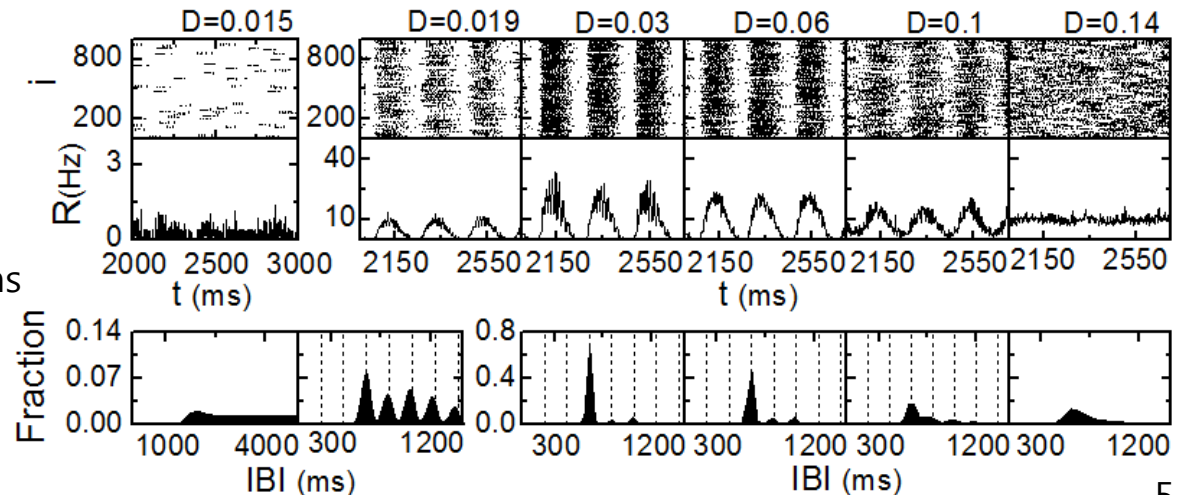 D=0.015 D=0.019 D=0.03 D=0.06 D=0.1 D=0.14
i
800 800
200 200
R(Hz)
3 40
0 10
2000 2500 3000 2150 2550 2150 2550 2150 2550 2150 2550 2150 2550
t (ms) t (ms)
ns
Fraction
0.14 0.8
0.07 0.4
0.00 0.0
1000 4000 300 1200 300 1200 300 1200 300 1200 300 1200
IBI (ms) IBI (ms)
5